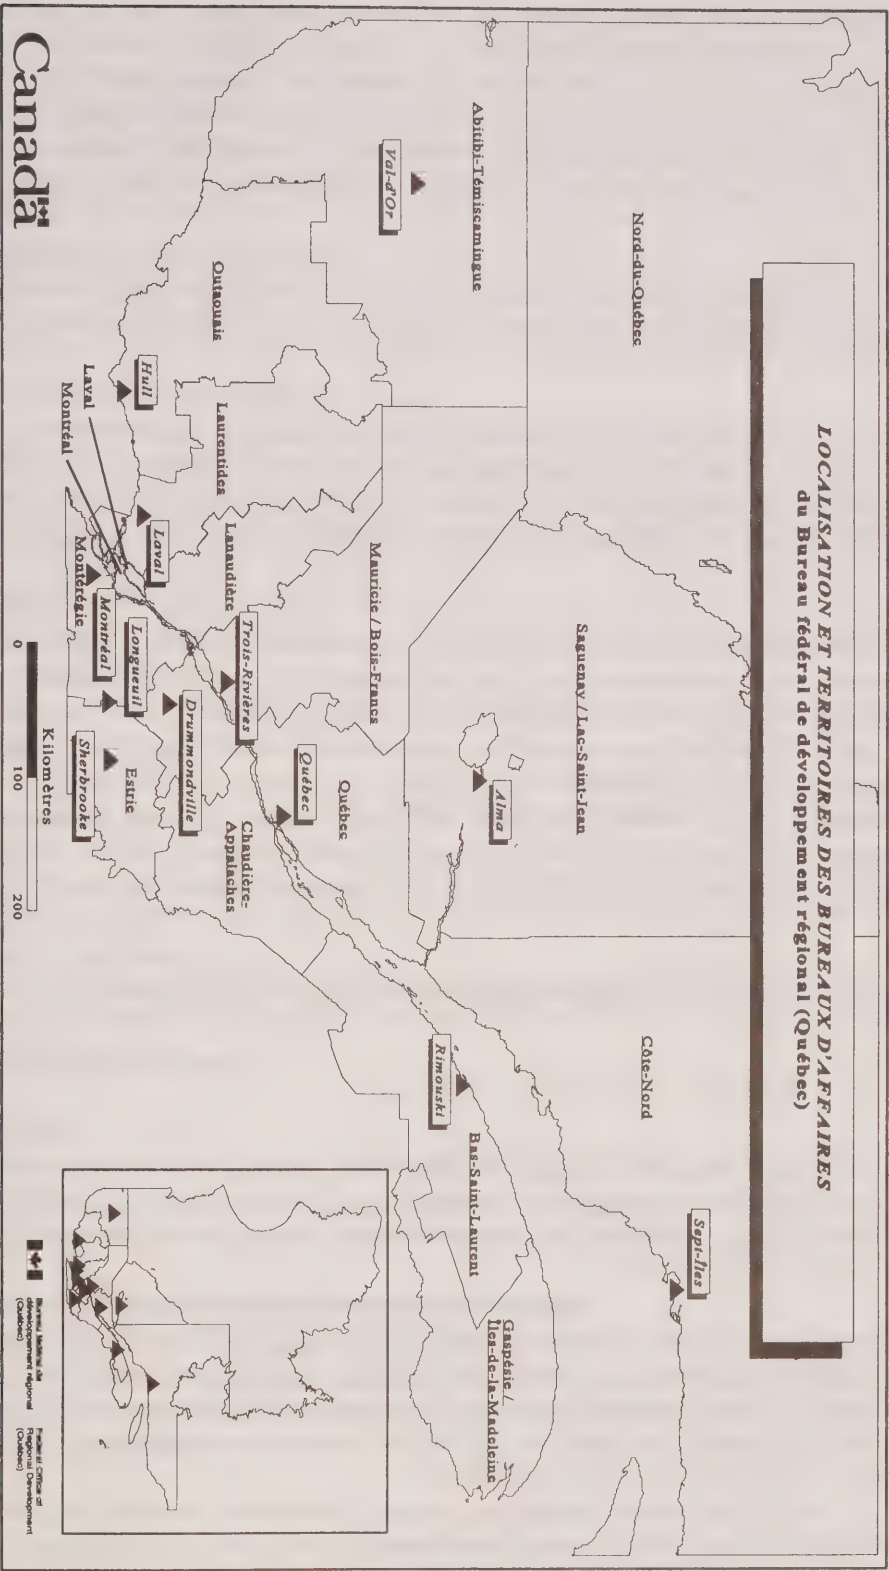 LOCALISATION ET TERRITOIRES DES BUREAUX D'AFFAIRES
du Bureau fédéral de développement régional (Québec)
Nord-du-Québec
Côte-Nord
Sept-Îles
Saguenay / Lac-Saint-Jean
Alma
Abitibi-Témiscamingue
Val-d'Or
Bas-Saint-Laurent
Rimouski
Gaspésie /
Îles-de-la-Madeleine
Mauricie / Bois-Francs
Québec
Québec
Outaouais
Laurentides
Lanaudière
Trois-Rivières
Chaudière-
Appalaches
Drummondville
Hull
Laval
Longueuil
Estrie
Laval
Montréal
Montréal
Montérégie
Sherbrooke
Kilomètres
0
100
200
Canada
Bureau fédéral de
développement régional
(Québec)
Federal Office of
Regional Development
(Québec)